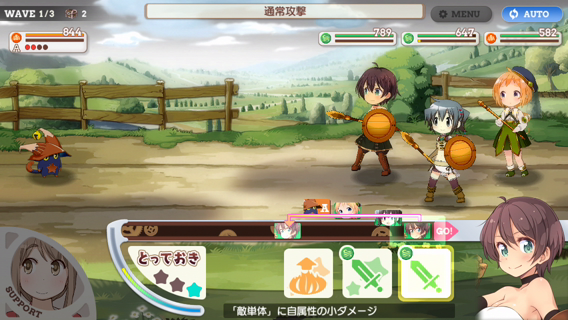 WAVE 1/3 2
通常攻撃
MENU
AUTO
844
A
789
647
582
A
GO!
とっておき
SUPPORT
「敵単体」に自属性の小ダメージ